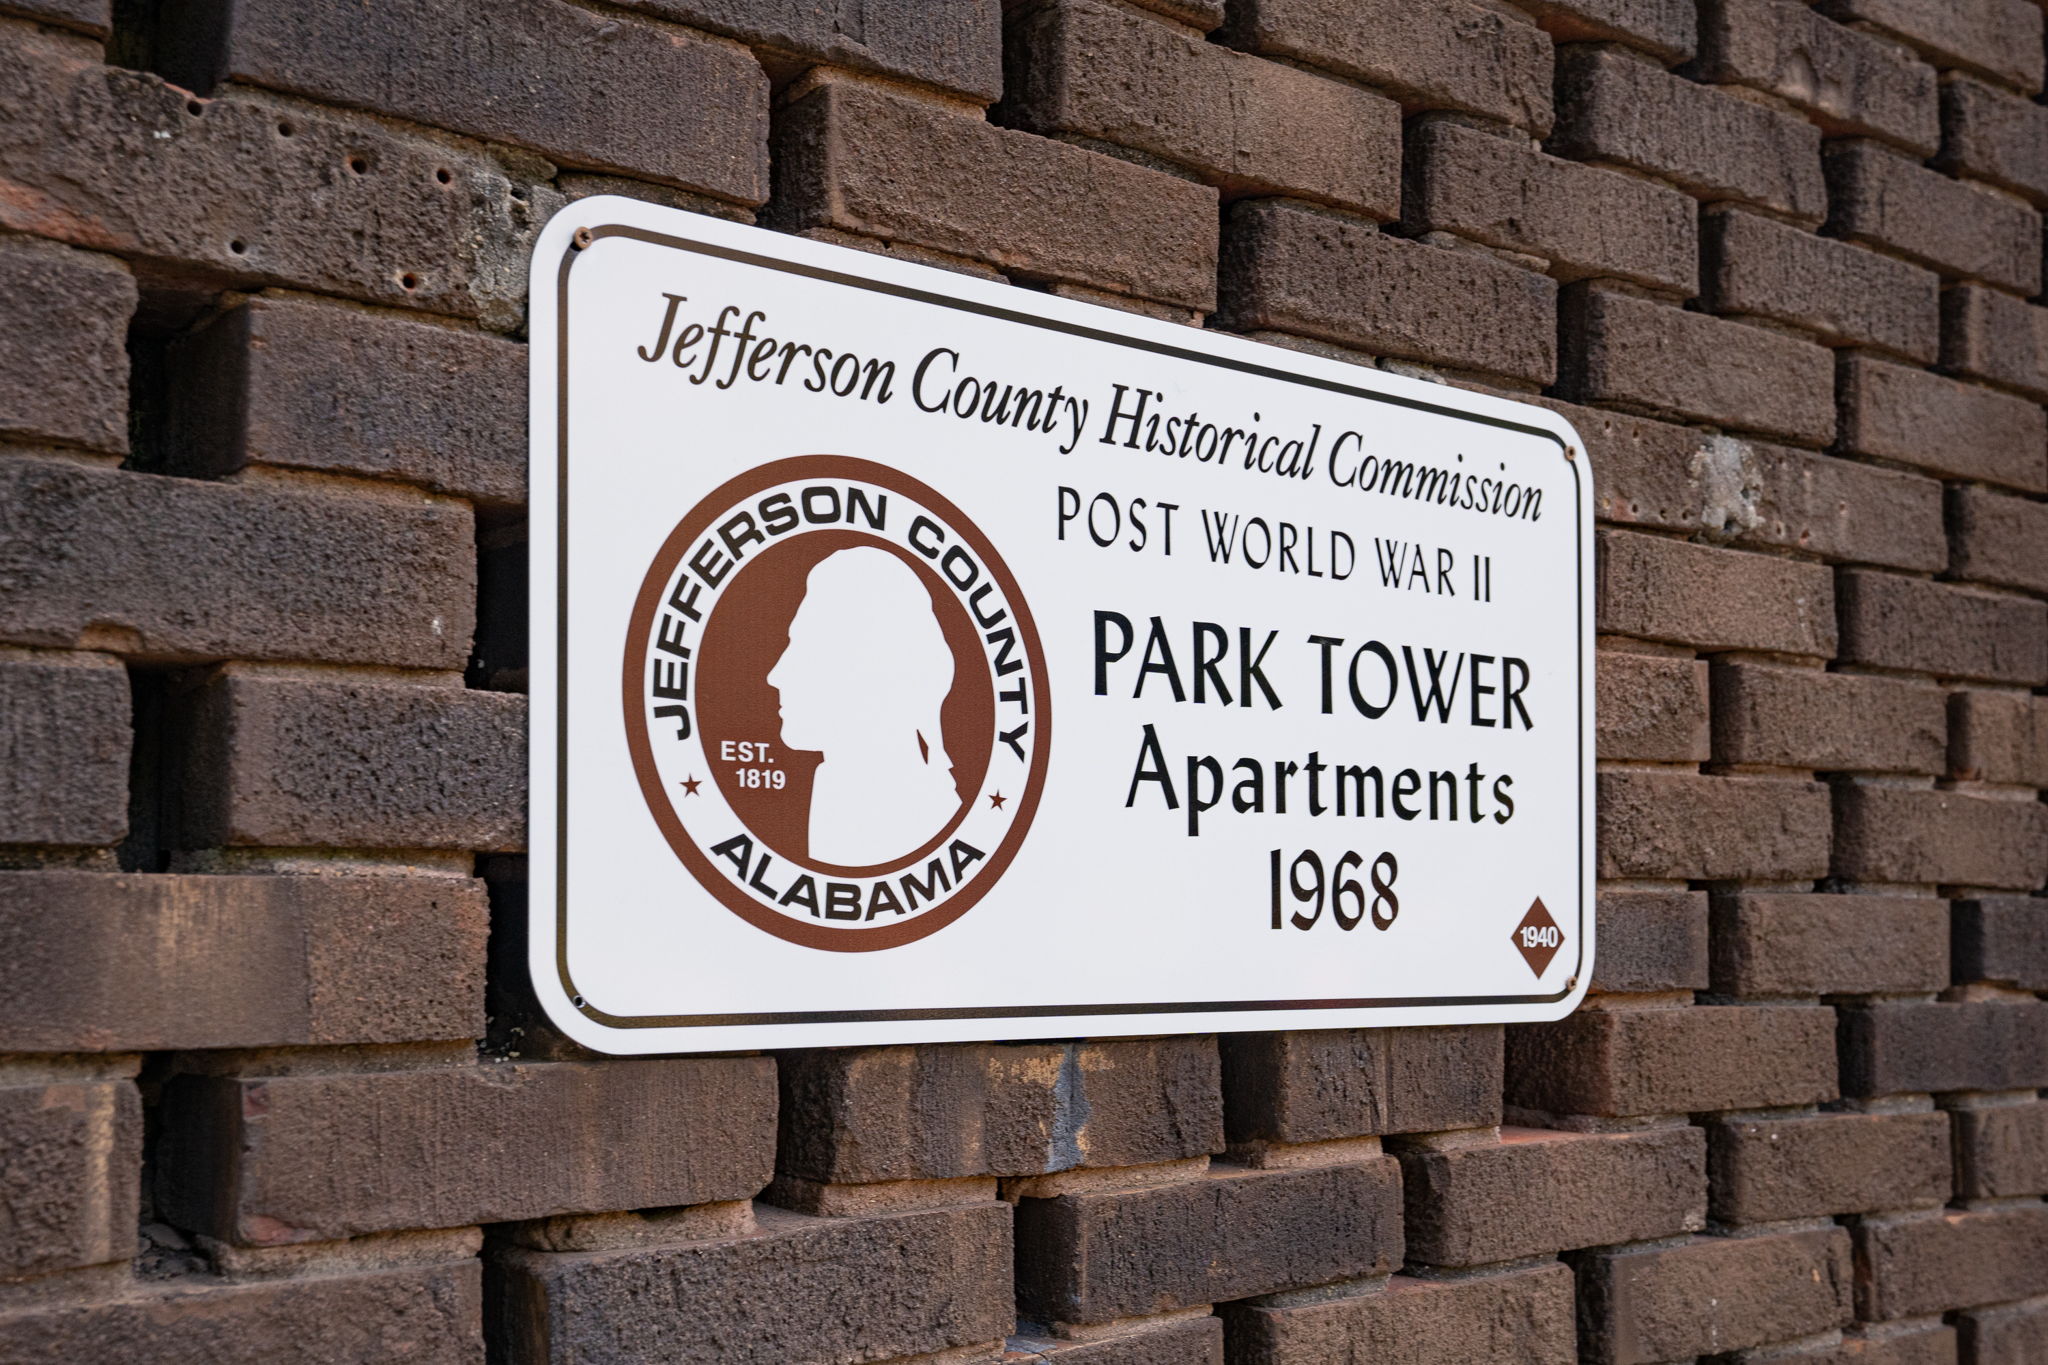 Jefferson County Historical Commission
JEFFERSON COUNTY
EST.
1819
ALABAMA
POST WORLD WAR II
PARK TOWER
Apartments
1968
1940